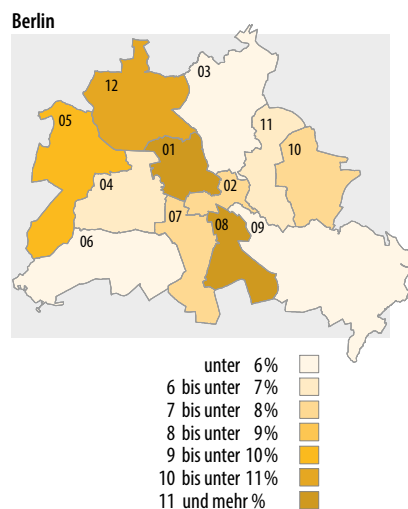 Berlin
03
12
05
11
01
10
04
02
07
08
09
06
unter 6%
6 bis unter 7%
7 bis unter 8%
8 bis unter 9%
9 bis unter 10%
10 bis unter 11%
11 und mehr %